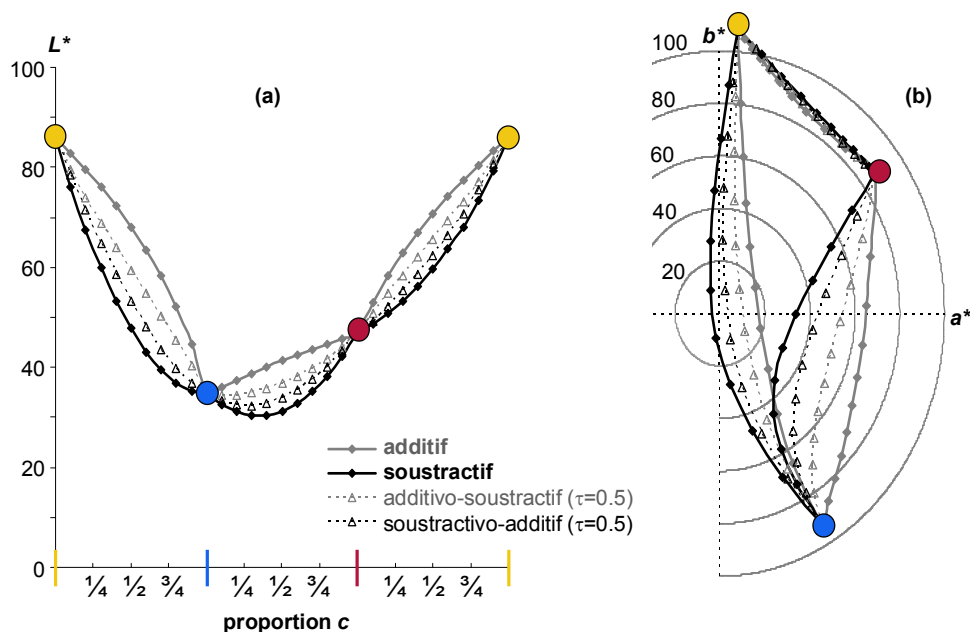 L*
100
80
60
40
20
0
(a)
additif
soustractif
additivo-soustractif (τ=0.5)
soustractivo-additif (τ=0.5)
¼ ½ ¾ ¼ ½ ¾ ¼ ½ ¾
proportion c
b*
100
80
60
40
20
(b)
a*